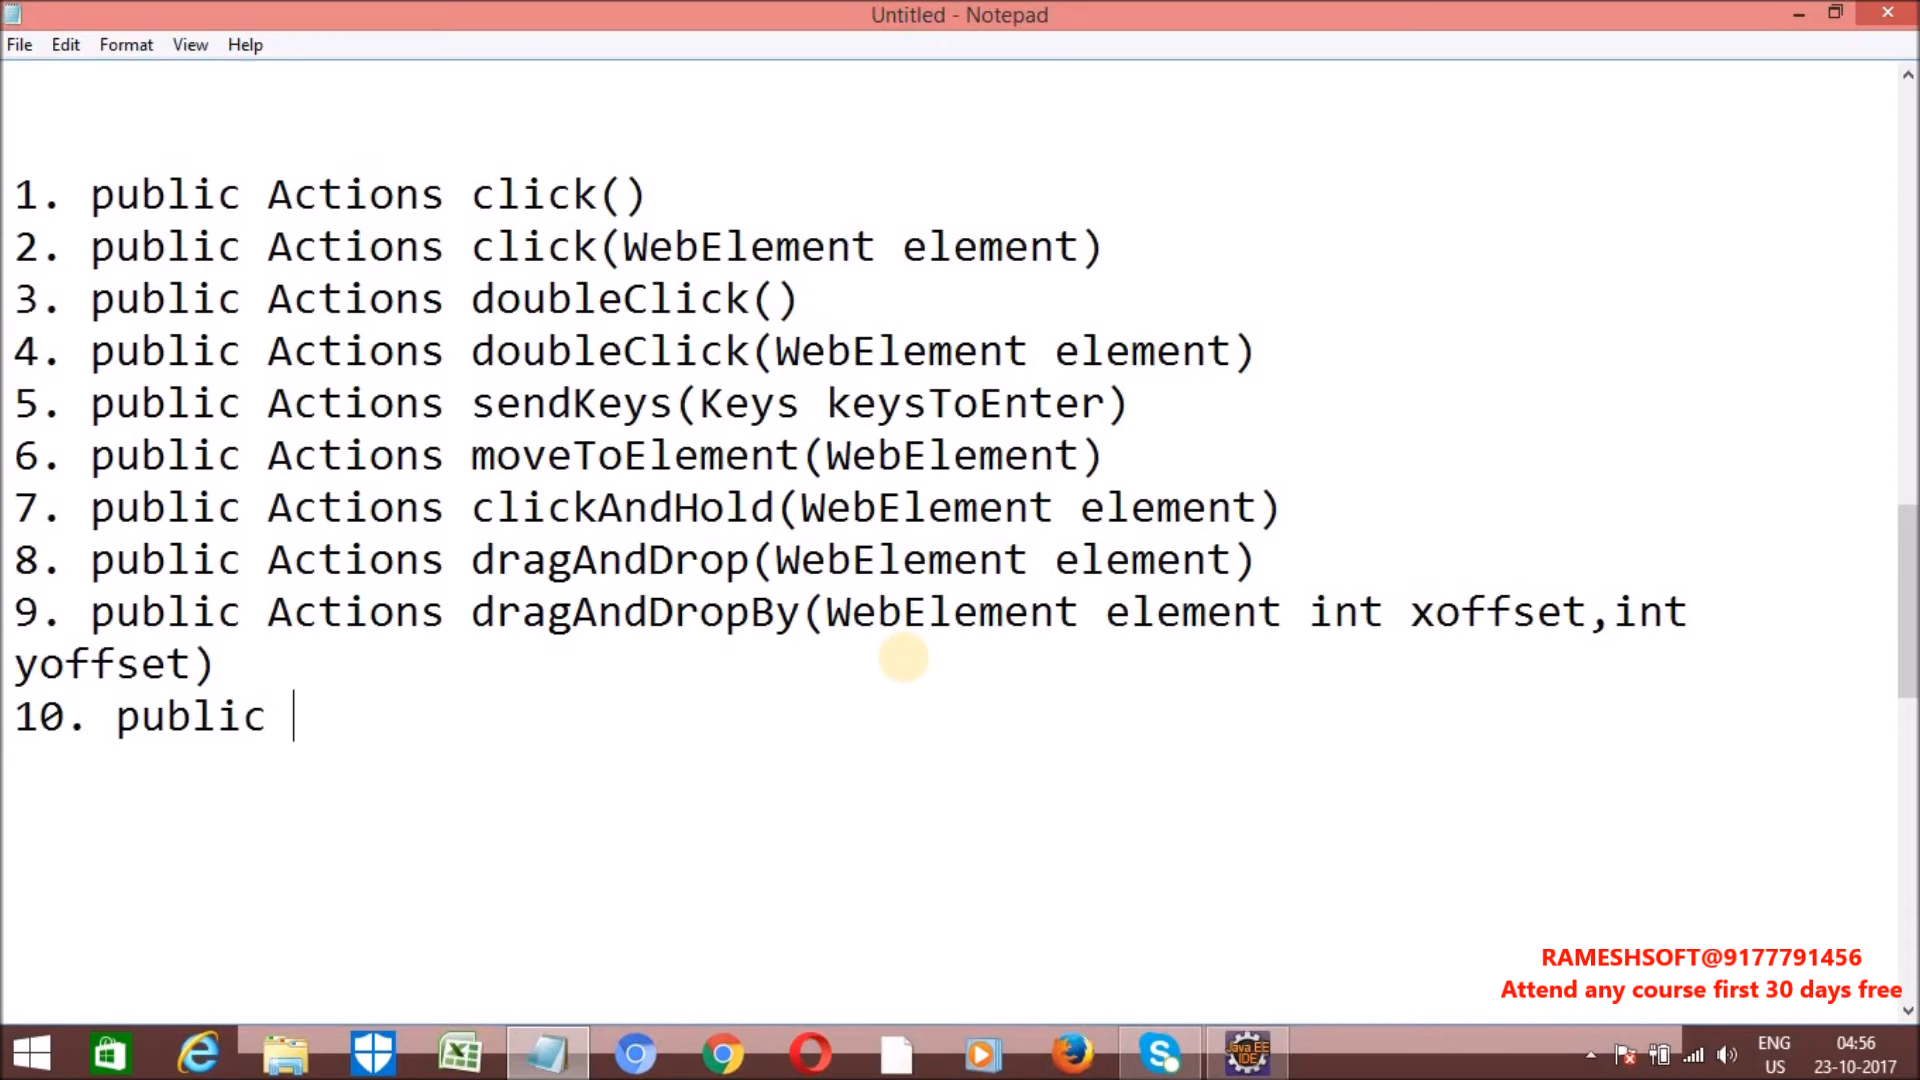 Untitled - Notepad
File Edit Format View Help
1. public Actions click()
2. public Actions click(WebElement element)
3. public Actions doubleClick()
4. public Actions doubleClick(WebElement element)
5. public Actions sendKeys(Keys keysToEnter)
6. public Actions moveToElement(WebElement)
7. public Actions clickAndHold(WebElement element)
8. public Actions dragAndDrop(WebElement element)
9. public Actions dragAndDropBy(WebElement element int xoffset,int
yoffset)
10. public
RAMESHSOFT@9177791456
Attend any course first 30 days free
Java EE
IDE
ENG
US
04:56
23-10-2017